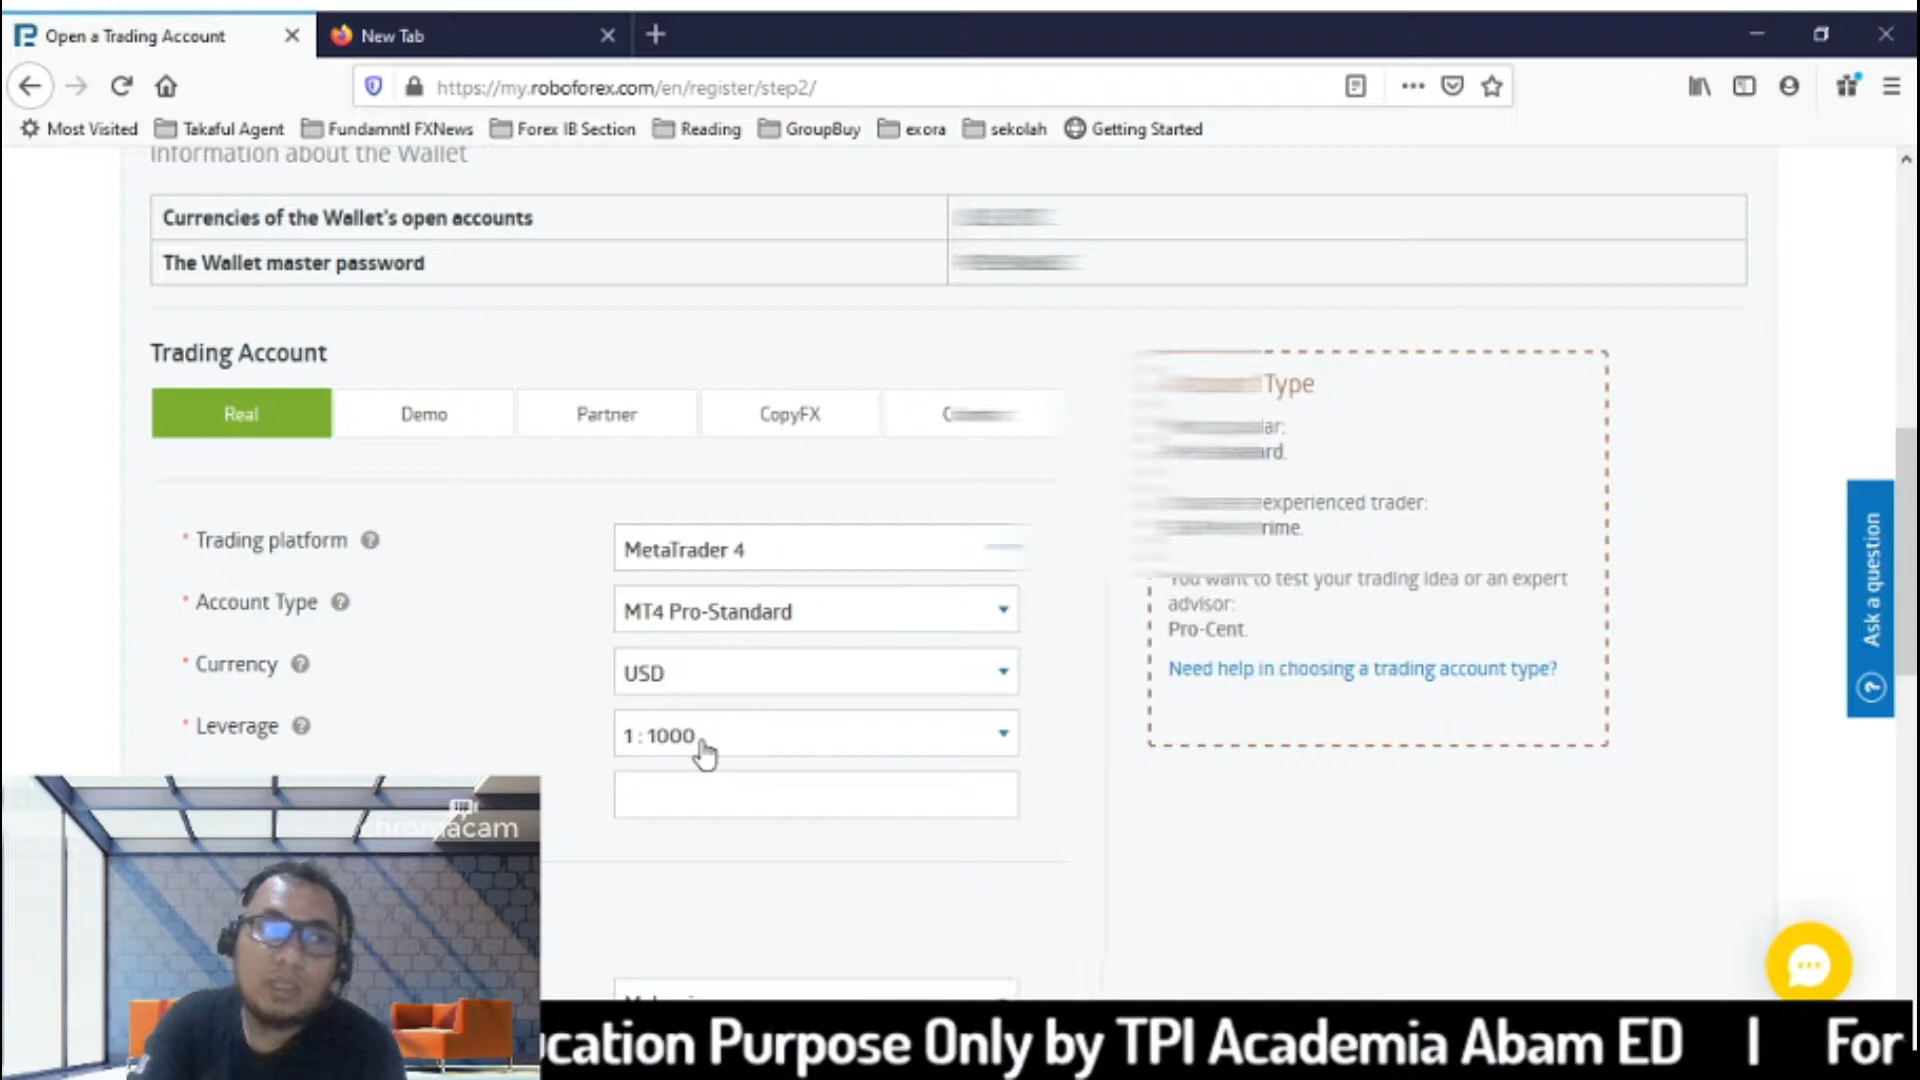 Open a Trading Account
New Tab
https://my.roboforex.com/en/register/step2/
Most Visited Takaful Agent Fundamntl FXNews Forex IB Section Reading GroupBuy exora sekolah Getting Started
Information about the Wallet
Currencies of the Wallet's open accounts
The Wallet master password
Trading Account
Real Demo Partner CopyFX
Type
experienced trader:
You want to test your trading idea or an expert
advisor:
Pro-Cent.
Need help in choosing a trading account type?
* Trading platform MetaTrader 4
* Account Type MT4 Pro-Standard
* Currency USD
* Leverage 1 : 1000
Ask a question
chromacam
ucation Purpose Only by TPI Academia Abam ED | For